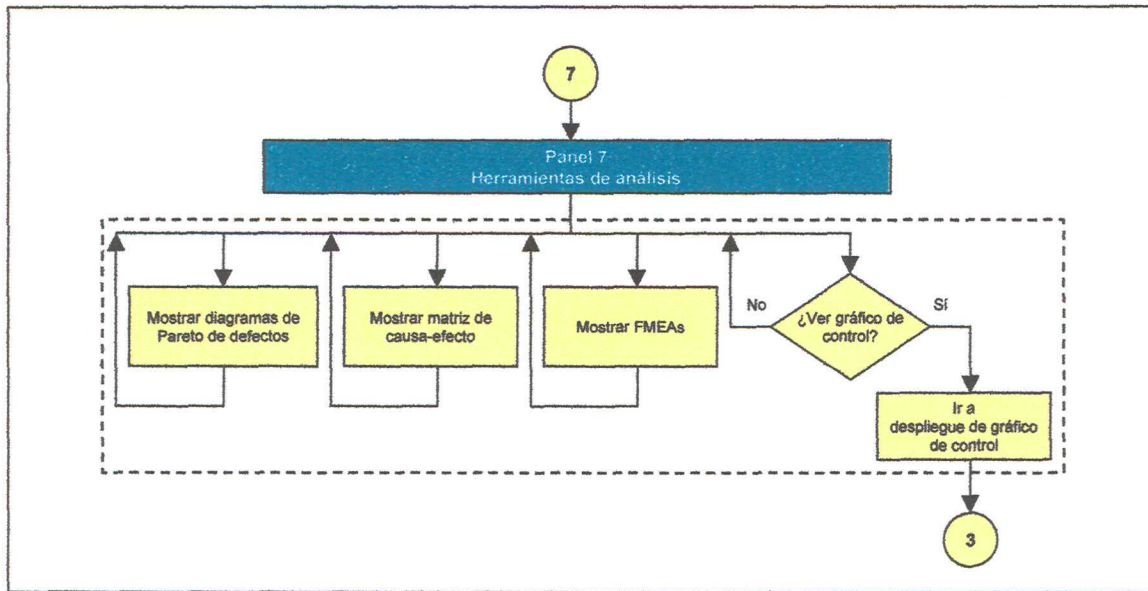 7
Panel 7
Herramientas de análisis
Mostrar diagramas de
Pareto de defectos
Mostrar matriz de
causa-efecto
Mostrar FMEAs
No
¿Ver gráfico de
control?
Sí
Ir a
despliegue de gráfico
de control
3